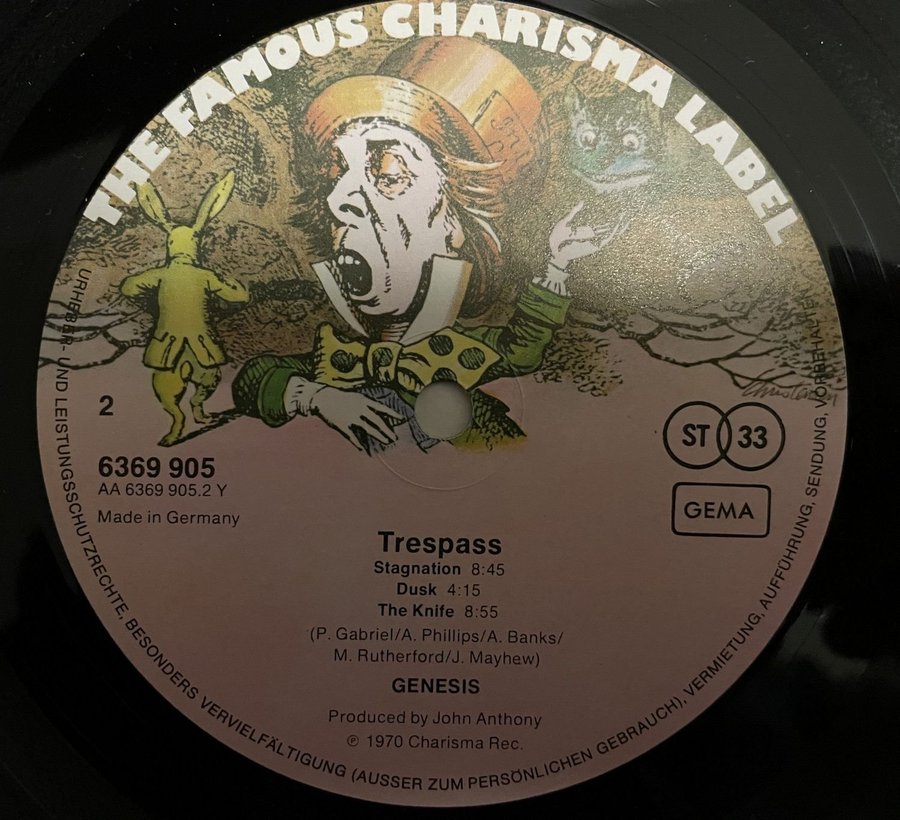 THE FAMOUS CHARISMA LABEL
2
6369 905
AA 6369 905.2 Y
Made in Germany
ST 33
GEMA
Trespass
Stagnation 8:45
Dusk 4:15
The Knife 8:55
(P. Gabriel/A. Phillips/A. Banks/
M. Rutherford/J. Mayhew)
GENESIS
Produced by John Anthony
℗ 1970 Charisma Rec.
URHEBER- UND LEISTUNGSSCHUTZRECHTE, BESONDERS VERVIELFÄLTIGUNG (AUSSER ZUM PERSÖNLICHEN GEBRAUCH), VERMIETUNG, AUFFÜHRUNG, SENDUNG, VORBEHALTEN